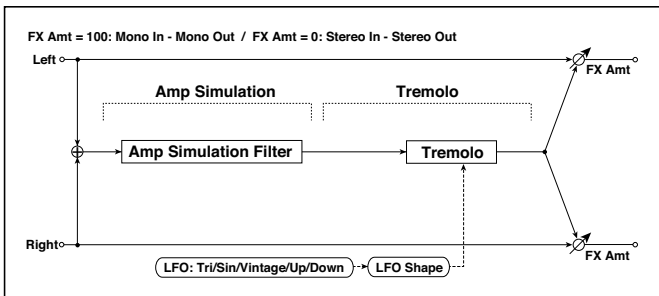 FX Amt = 100: Mono In - Mono Out / FX Amt = 0: Stereo In - Stereo Out
Left
FX Amt
Amp Simulation
Tremolo
Amp Simulation Filter
Tremolo
Right
FX Amt
LFO: Tri/Sin/Vintage/Up/Down
LFO Shape